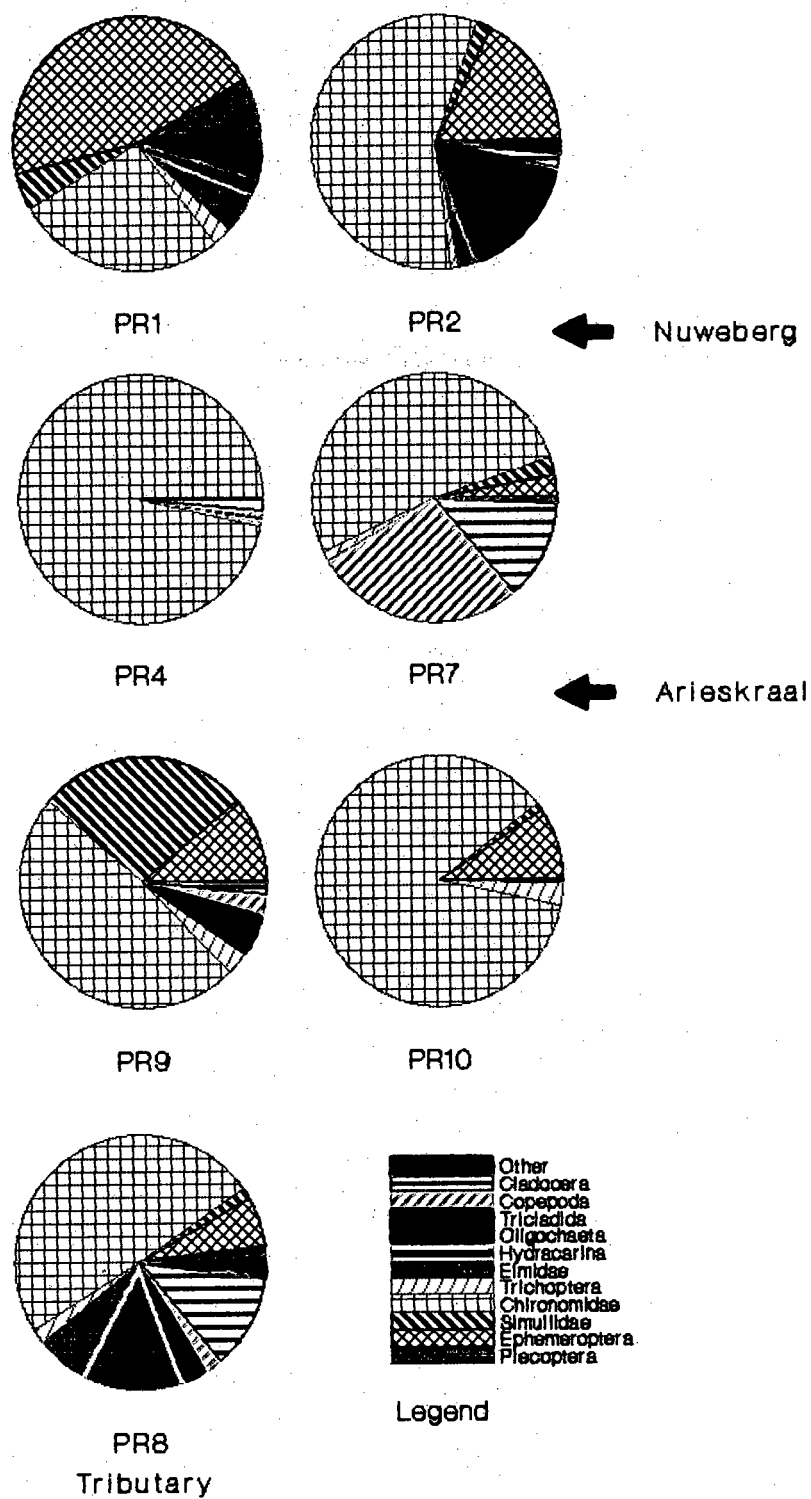 PR1 PR2
Nuweberg
PR4 PR7
Arieskraal
PR9 PR10
Other
Cladocera
Copepoda
Tricladida
Oligochaeta
Hydracarina
Elmidae
Trichoptera
Chironomidae
Simuliidae
Ephemeroptera
Plecoptera
Legend
PR8
Tributary